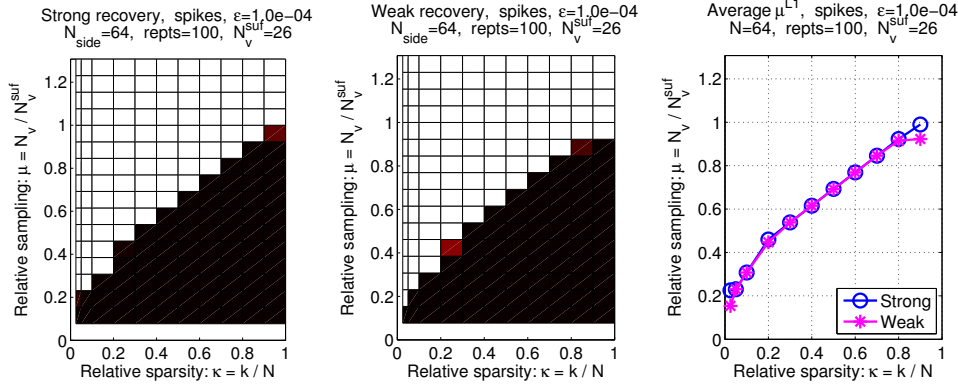 Strong recovery, spikes, ε=1.0e−04
N_side=64, repts=100, N_v^suf=26
Relative sampling: μ = N_v / N_v^suf
1.2
1
0.8
0.6
0.4
0.2
0
0 0.2 0.4 0.6 0.8 1
Relative sparsity: κ = k / N
Weak recovery, spikes, ε=1.0e−04
N_side=64, repts=100, N_v^suf=26
Relative sampling: μ = N_v / N_v^suf
1.2
1
0.8
0.6
0.4
0.2
0
0 0.2 0.4 0.6 0.8 1
Relative sparsity: κ = k / N
Average μ^L1, spikes, ε=1.0e−04
N=64, repts=100, N_v^suf=26
Relative sampling: μ = N_v / N_v^suf
1.2
1
0.8
0.6
0.4
0.2
0
Strong
Weak
0 0.2 0.4 0.6 0.8 1
Relative sparsity: κ = k / N